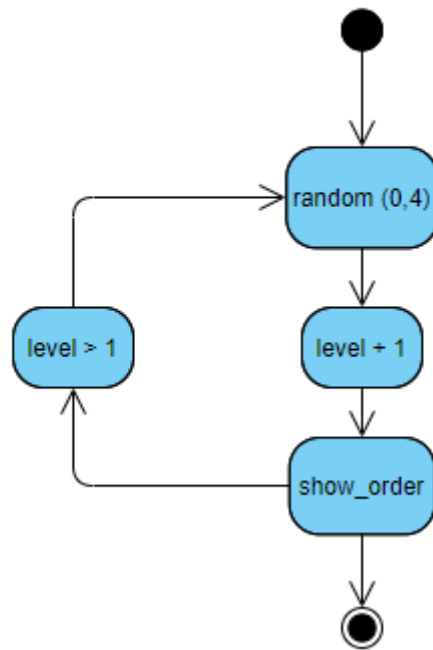 random (0,4)
level > 1
level + 1
show_order